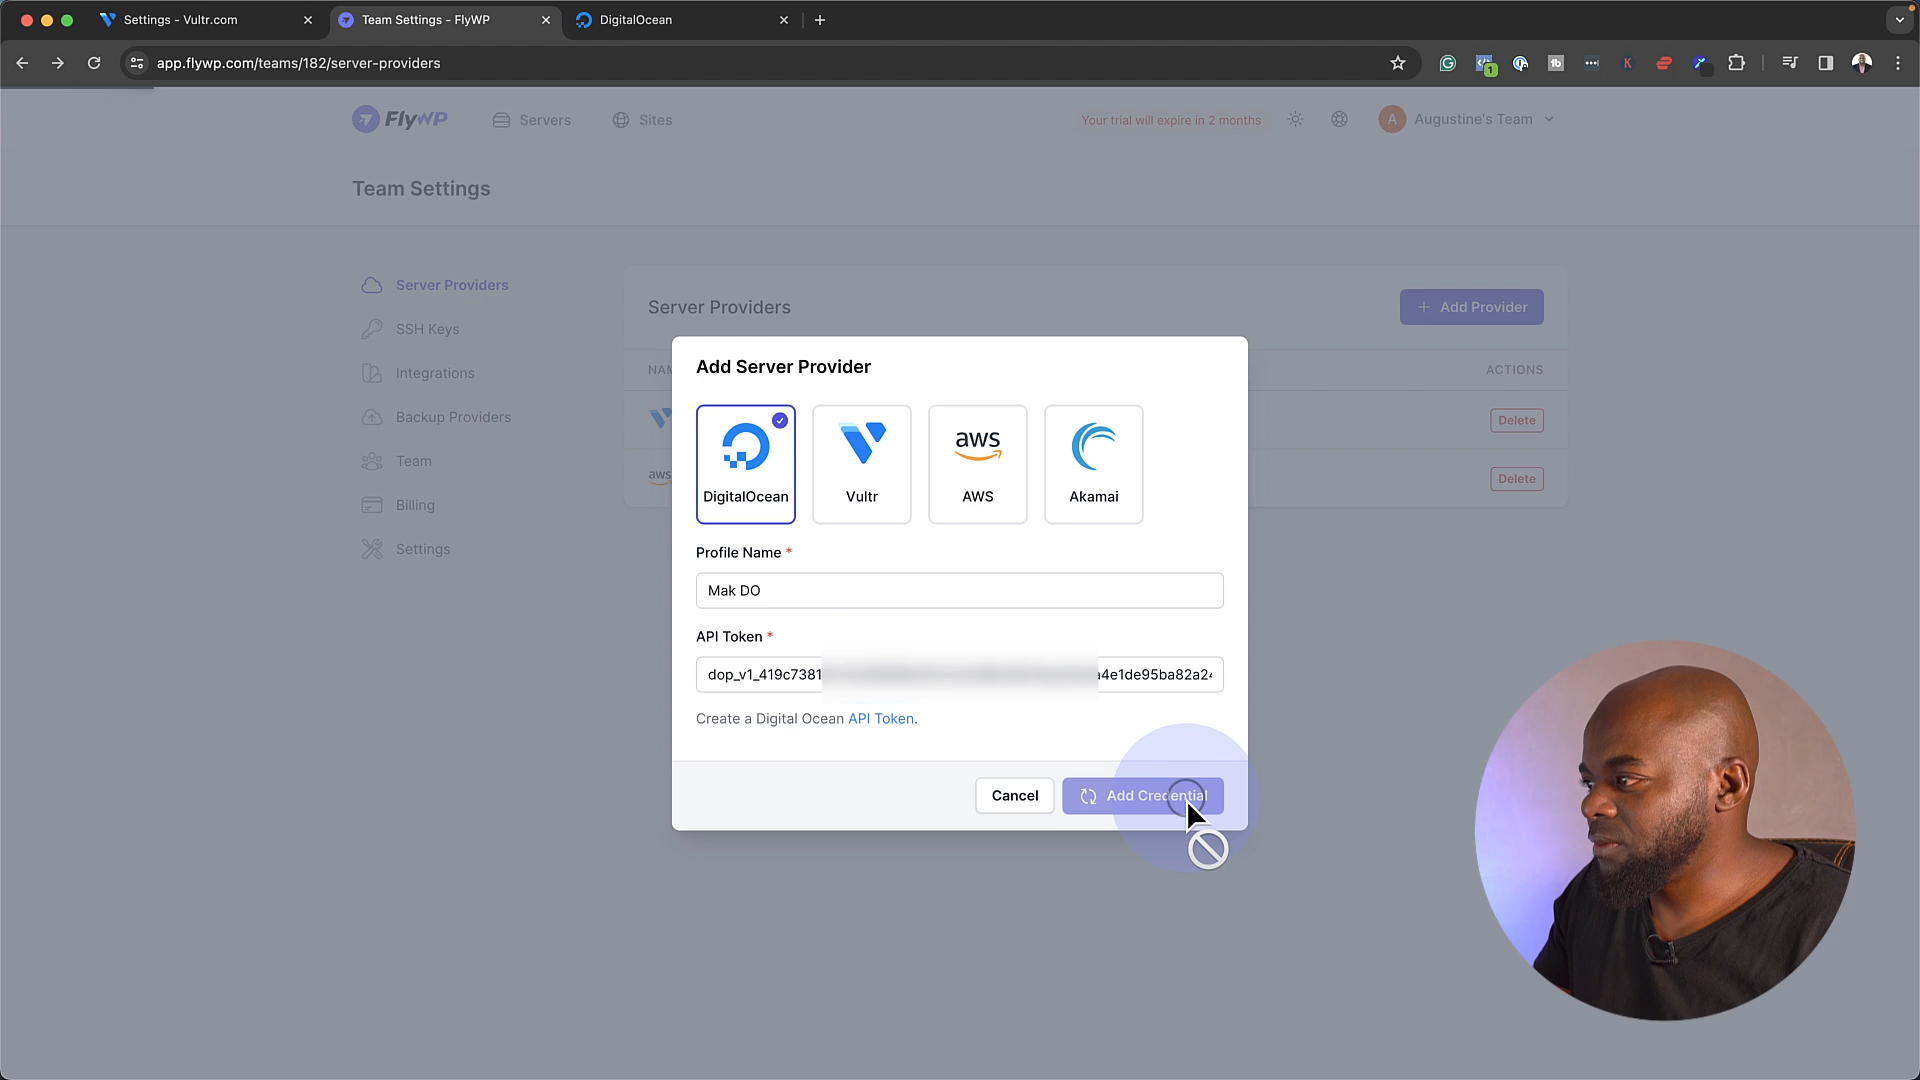 Settings - Vultr.com
Team Settings - FlyWP
DigitalOcean
app.flywp.com/teams/182/server-providers
FlyWP
Servers
Sites
Your trial will expire in 2 months
A
Augustine's Team
Team Settings
Server Providers
SSH Keys
Integrations
Backup Providers
Team
Billing
Settings
Server Providers
+ Add Provider
NAM
ACTIONS
Delete
aws
Delete
Add Server Provider
DigitalOcean
Vultr
aws
AWS
Akamai
Profile Name *
Mak DO
API Token *
dop_v1_419c7381
a4e1de95ba82a24
Create a Digital Ocean API Token.
Cancel
Add Credential